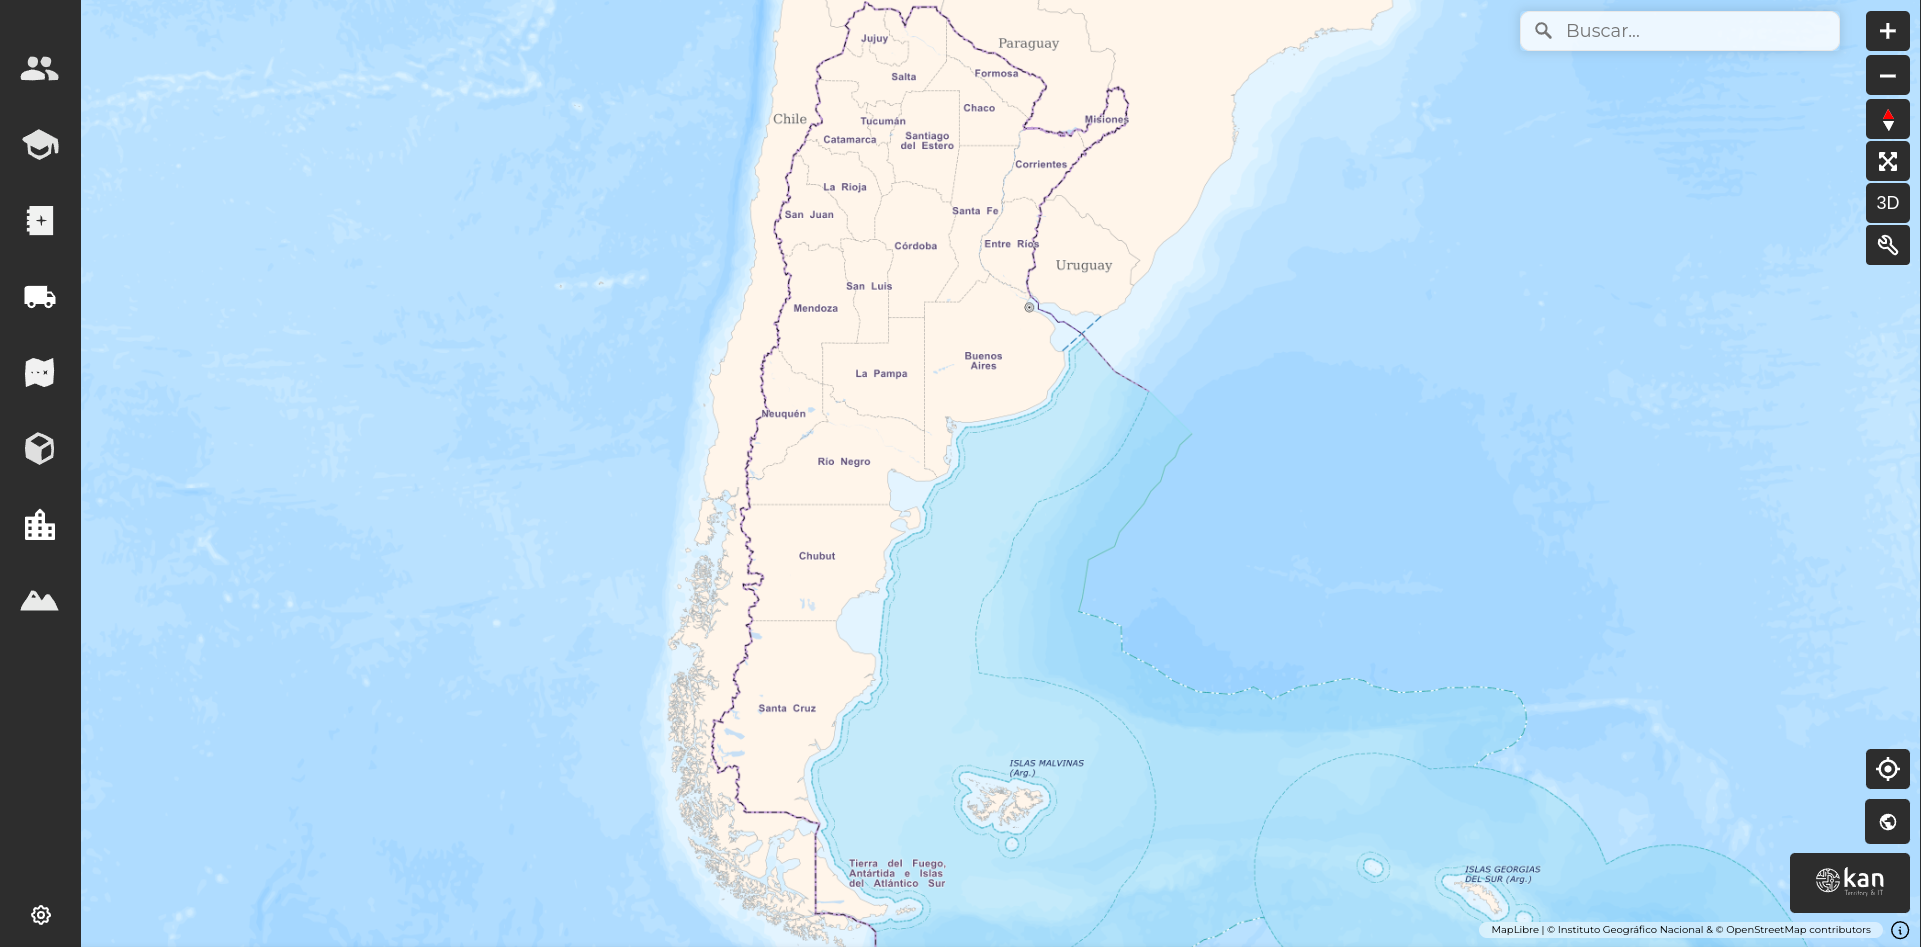 Buscar...
Paraguay
Jujuy
Salta
Formosa
Chaco
Chile
Tucumán
Misiones
Catamarca
Santiago
del Estero
Corrientes
La Rioja
San Juan
Santa Fe
3D
Córdoba
Entre Ríos
Uruguay
San Luis
Mendoza
Buenos
Aires
La Pampa
Neuquén
Río Negro
Chubut
Santa Cruz
ISLAS MALVINAS
(Arg.)
Tierra del Fuego,
Antártida e Islas
del Atlántico Sur
ISLAS GEORGIAS
DEL SUR (Arg.)
kan
Territory & IT
MapLibre | © Instituto Geográfico Nacional & © OpenStreetMap contributors